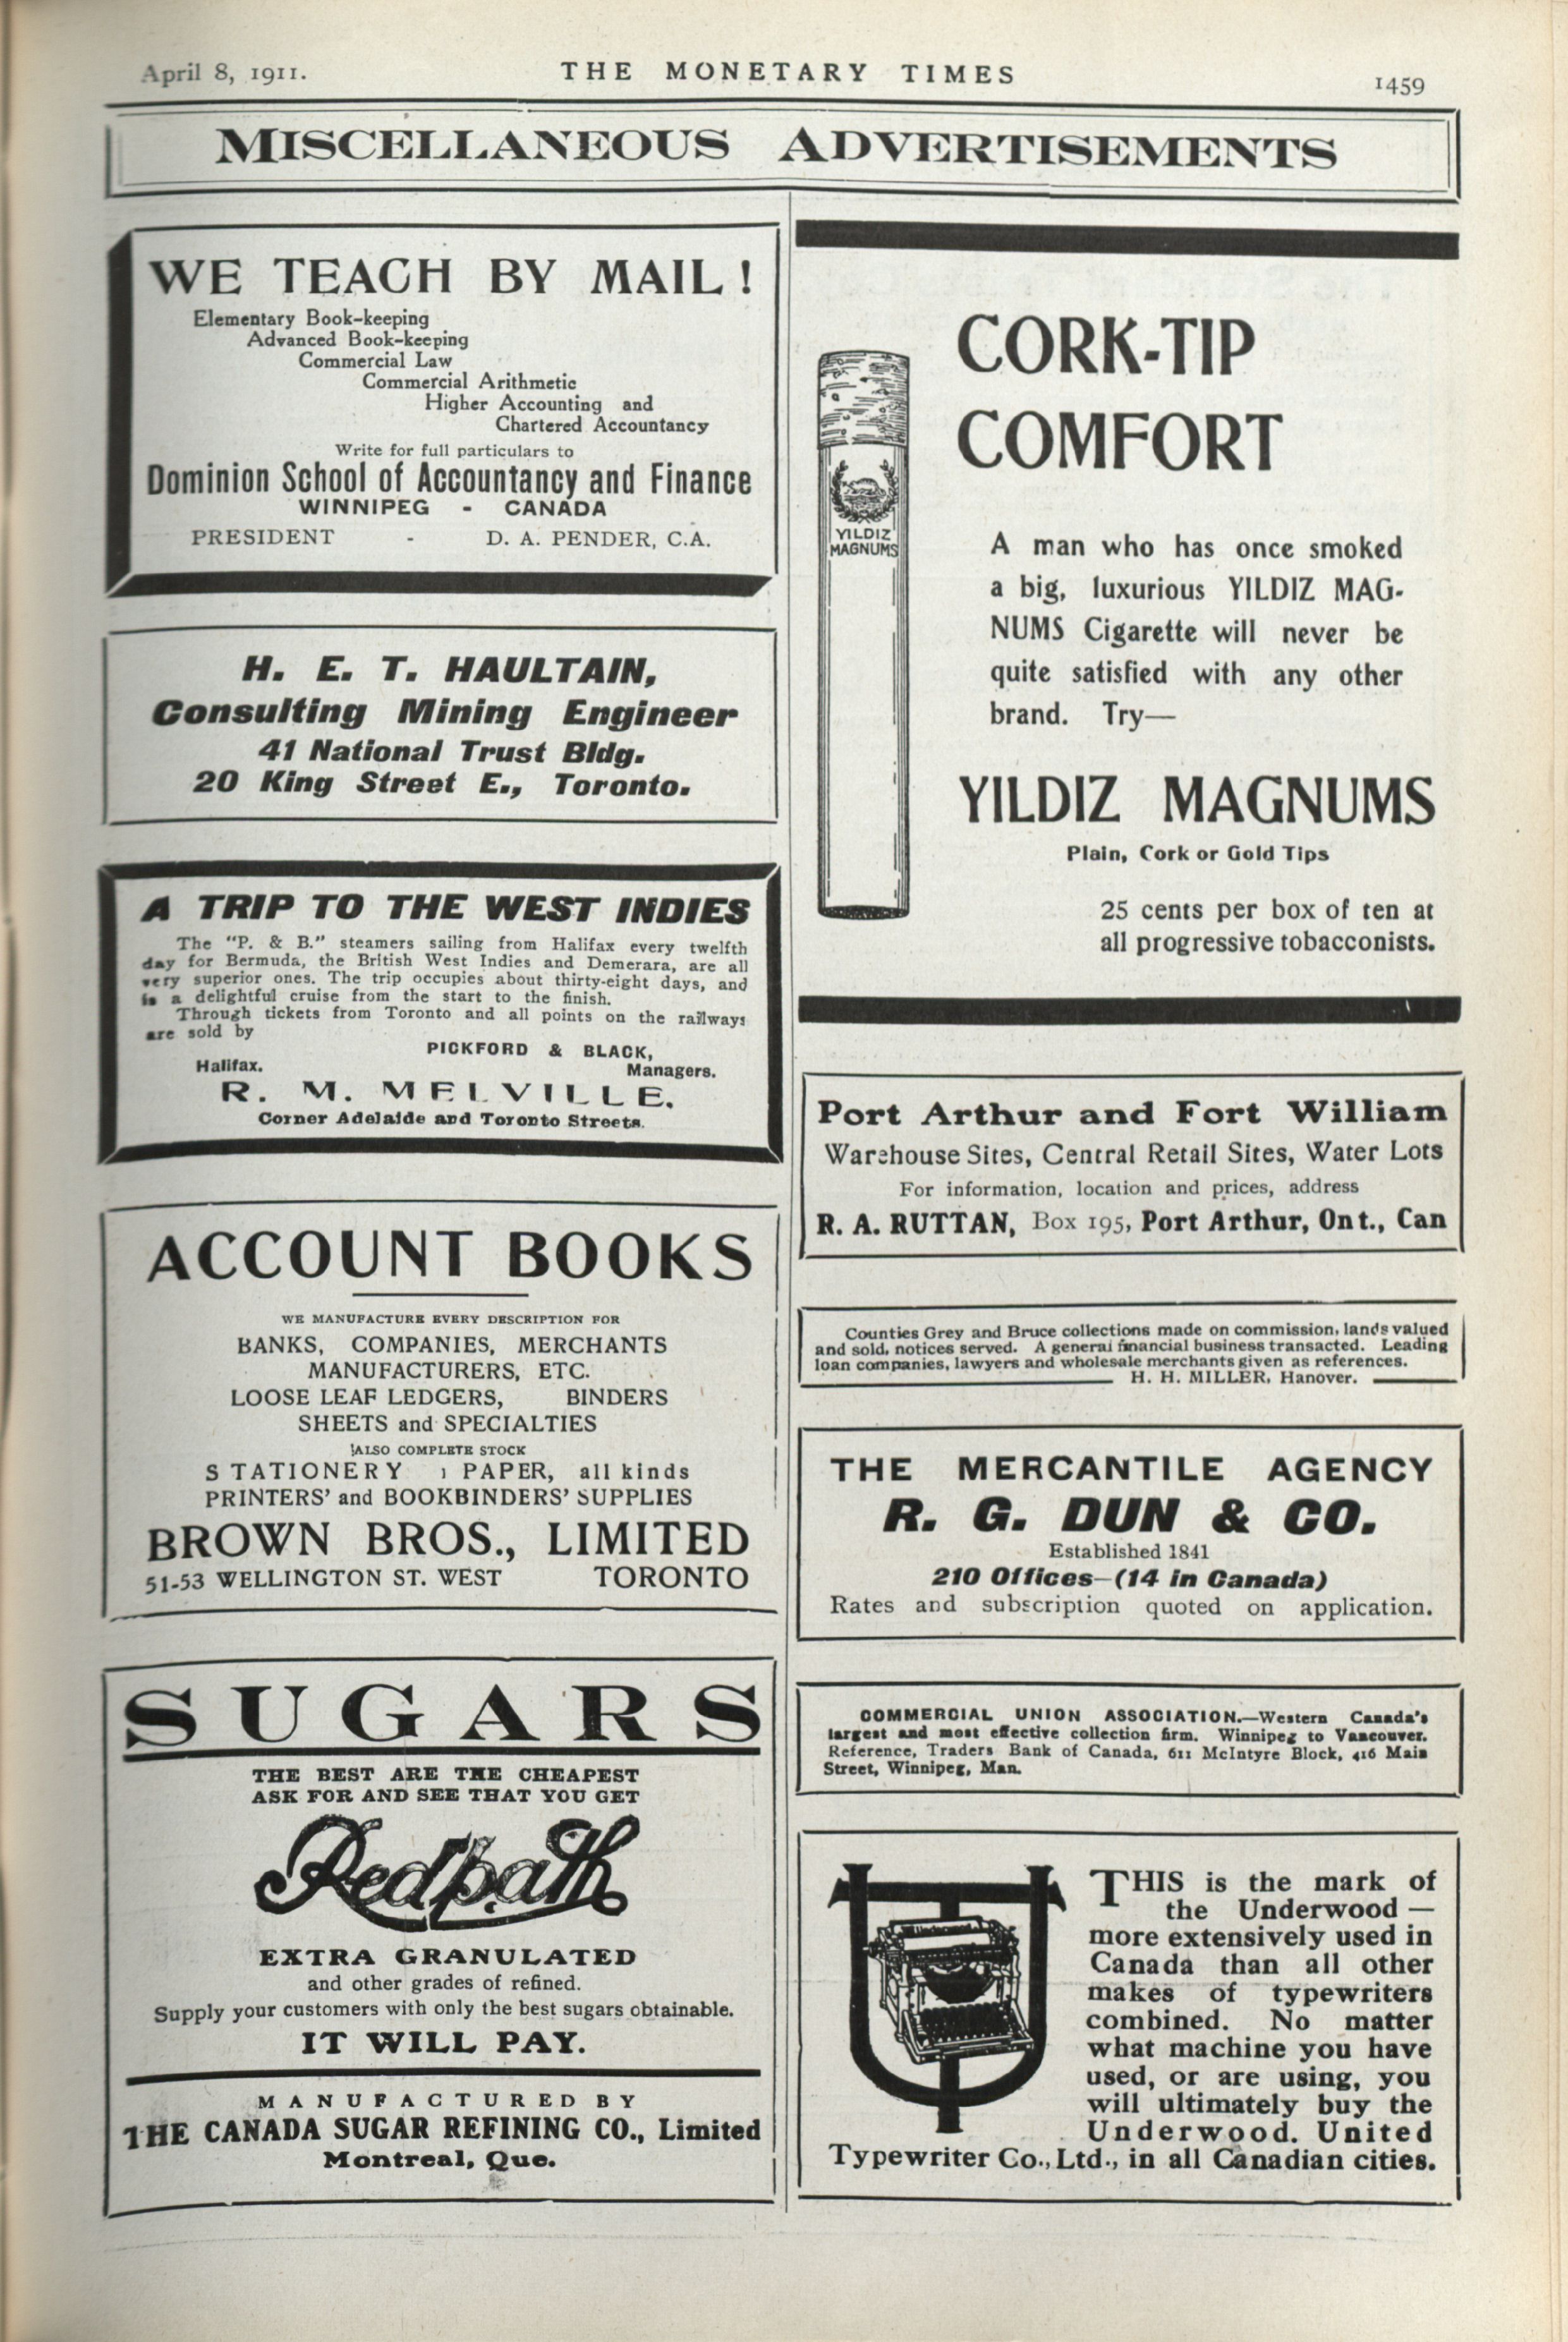 April 8, 1911.
THE MONETARY TIMES
1459
MISCELLANEOUS ADVERTISEMENTS
WE TEACH BY MAIL!
Elementary Book-keeping
Advanced Book-keeping
Commercial Law
Commercial Arithmetic
Higher Accounting and
Chartered Accountancy
Write for full particulars to
Dominion School of Accountancy and Finance
WINNIPEG - CANADA
PRESIDENT - D. A. PENDER, C.A.
H. E. T. HAULTAIN,
Consulting Mining Engineer
41 National Trust Bldg.
20 King Street E., Toronto.
A TRIP TO THE WEST INDIES
The "P. & B." steamers sailing from Halifax every twelfth
day for Bermuda, the British West Indies and Demerara, are all
very superior ones. The trip occupies about thirty-eight days, and
is a delightful cruise from the start to the finish.
Through tickets from Toronto and all points on the railways
are sold by
PICKFORD & BLACK,
Halifax. Managers.
R. M. MELVILLE.
Corner Adelaide and Toronto Streets.
ACCOUNT BOOKS
WE MANUFACTURE EVERY DESCRIPTION FOR
BANKS, COMPANIES, MERCHANTS
MANUFACTURERS, ETC.
LOOSE LEAF LEDGERS, BINDERS
SHEETS and SPECIALTIES
ALSO COMPLETE STOCK
STATIONERY PAPER, all kinds
PRINTERS' and BOOKBINDERS' SUPPLIES
BROWN BROS., LIMITED
51-53 WELLINGTON ST. WEST TORONTO
SUGARS
THE BEST ARE THE CHEAPEST
ASK FOR AND SEE THAT YOU GET
Redpath
EXTRA GRANULATED
and other grades of refined.
Supply your customers with only the best sugars obtainable.
IT WILL PAY.
MANUFACTURED BY
THE CANADA SUGAR REFINING CO., Limited
Montreal, Que.
CORK-TIP
COMFORT
YILDIZ
MAGNUMS
A man who has once smoked
a big, luxurious YILDIZ MAG-
NUMS Cigarette will never be
quite satisfied with any other
brand. Try—
YILDIZ MAGNUMS
Plain, Cork or Gold Tips
25 cents per box of ten at
all progressive tobacconists.
Port Arthur and Fort William
Warehouse Sites, Central Retail Sites, Water Lots
For information, location and prices, address
R. A. RUTTAN, Box 195, Port Arthur, Ont., Can
Counties Grey and Bruce collections made on commission, lands valued
and sold, notices served. A general financial business transacted. Leading
loan companies, lawyers and wholesale merchants given as references.
H. H. MILLER, Hanover.
THE MERCANTILE AGENCY
R. G. DUN & CO.
Established 1841
210 Offices—(14 in Canada)
Rates and subscription quoted on application.
COMMERCIAL UNION ASSOCIATION.—Western Canada's
largest and most effective collection firm. Winnipeg to Vancouver.
Reference, Traders Bank of Canada, 611 McIntyre Block, 416 Main
Street, Winnipeg, Man.
THIS is the mark of
the Underwood —
more extensively used in
Canada than all other
makes of typewriters
combined. No matter
what machine you have
used, or are using, you
will ultimately buy the
Underwood. United
Typewriter Co., Ltd., in all Canadian cities.